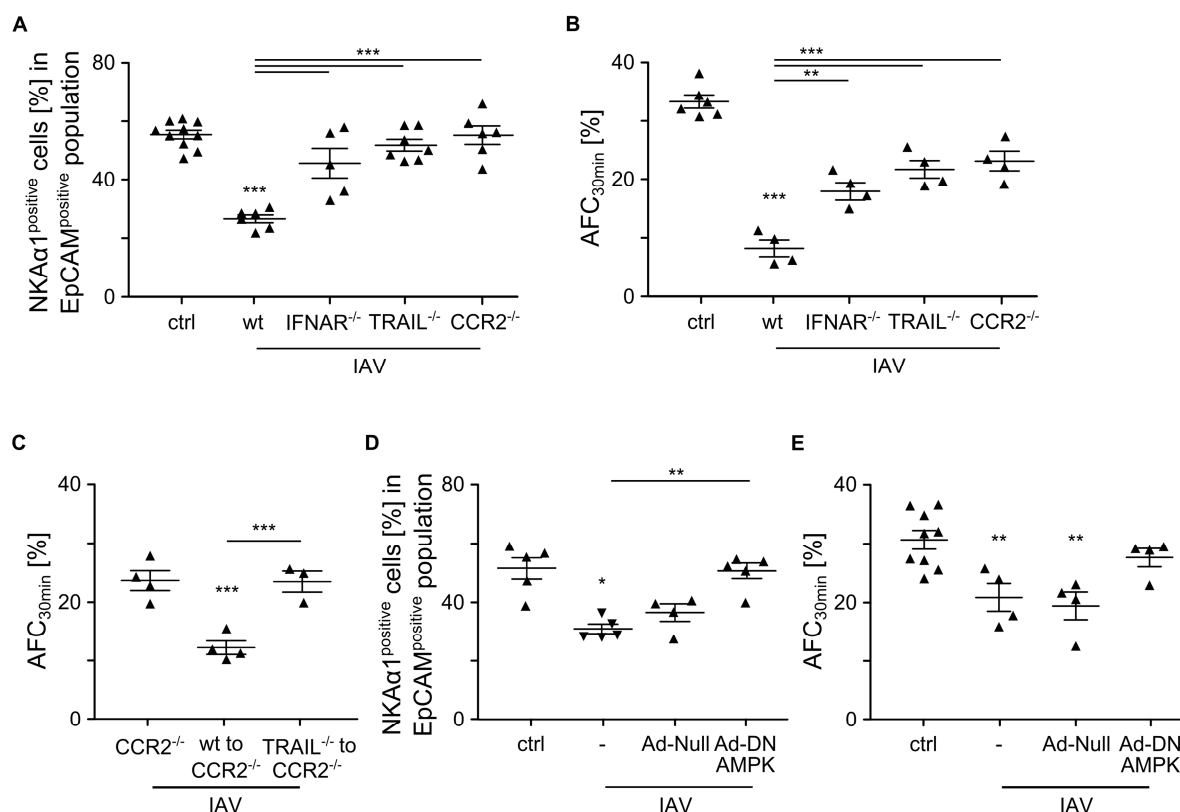 A
NKAα1positive cells [%] in
EpCAMpositive population
80
40
0
***
***
ctrl
wt
IFNAR-/-
TRAIL-/-
CCR2-/-
IAV
B
AFC30min [%]
40
20
0
***
**
***
ctrl
wt
IFNAR-/-
TRAIL-/-
CCR2-/-
IAV
C
AFC30min [%]
40
20
0
***
***
CCR2-/-
wt to
CCR2-/-
TRAIL-/- to
CCR2-/-
IAV
D
NKAα1positive cells [%] in
EpCAMpositive population
80
40
0
**
*
ctrl
-
Ad-Null
Ad-DN
AMPK
IAV
E
AFC30min [%]
40
20
0
**
**
ctrl
-
Ad-Null
Ad-DN
AMPK
IAV